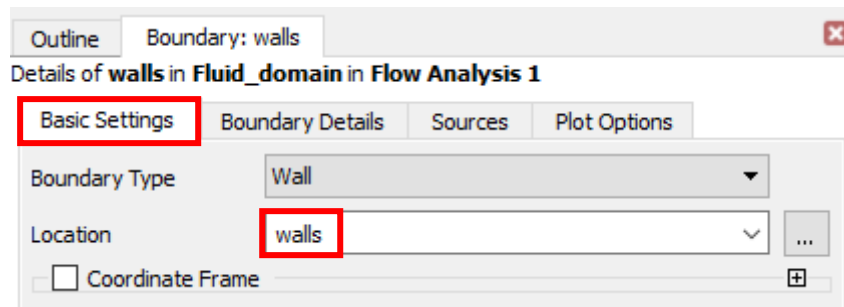 Outline Boundary: walls
Details of walls in Fluid_domain in Flow Analysis 1
Basic Settings Boundary Details Sources Plot Options
Boundary Type Wall
Location walls ...
Coordinate Frame